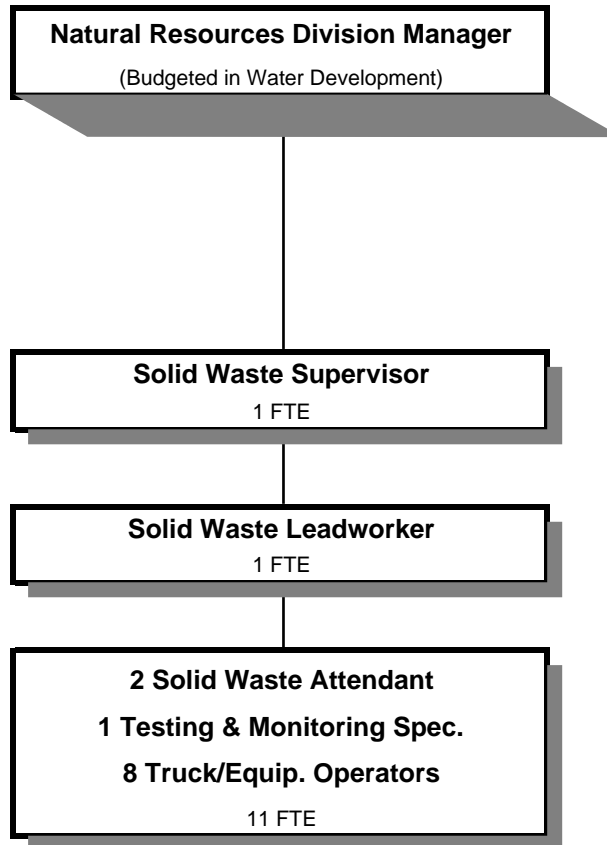 Natural Resources Division Manager
(Budgeted in Water Development)
Solid Waste Supervisor
1 FTE
Solid Waste Leadworker
1 FTE
2 Solid Waste Attendant
1 Testing & Monitoring Spec.
8 Truck/Equip. Operators
11 FTE